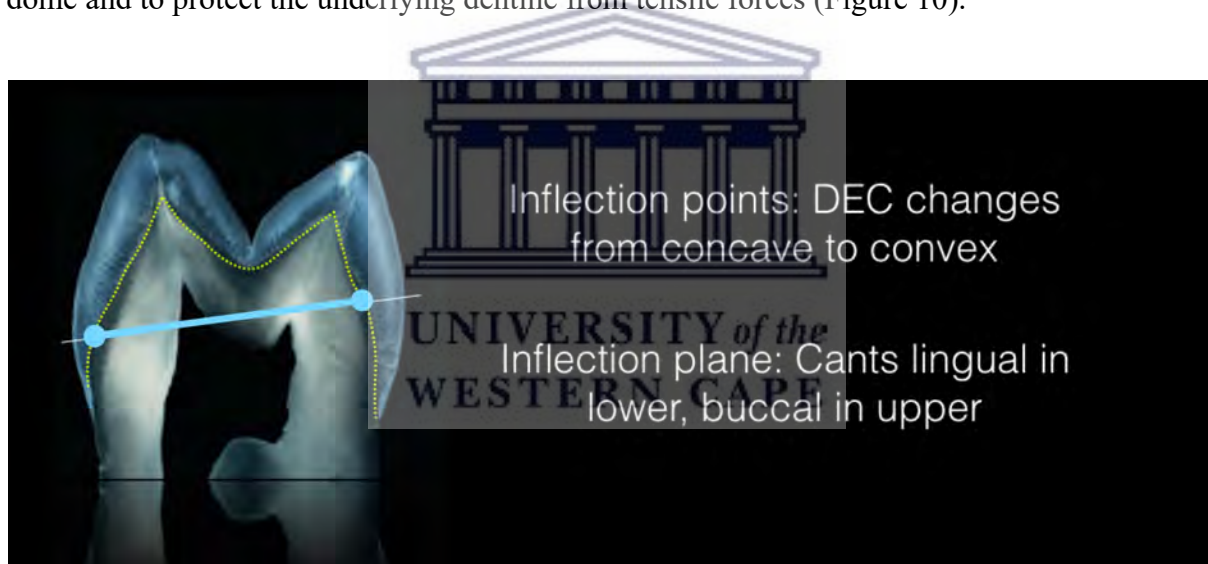 dome and to protect the underlying dentine from tensile forces (Figure 10).
Inflection points: DEC changes
from concave to convex
UNIVERSITY of the
Inflection plane: Cants lingual in
WESTERN CAPE
lower, buccal in upper